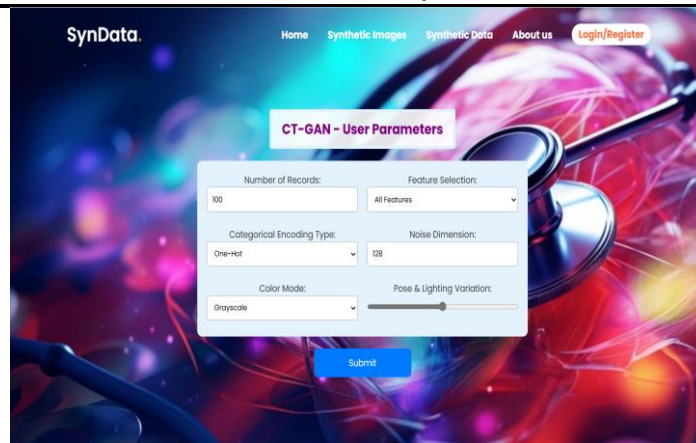 SynData.
Home Synthetic Images Synthetic Data About us Login/Register
CT-GAN - User Parameters
Number of Records: Feature Selection:
100 All Features
Categorical Encoding Type: Noise Dimension:
One-Hot 128
Color Mode: Pose & Lighting Variation:
Grayscale
Submit